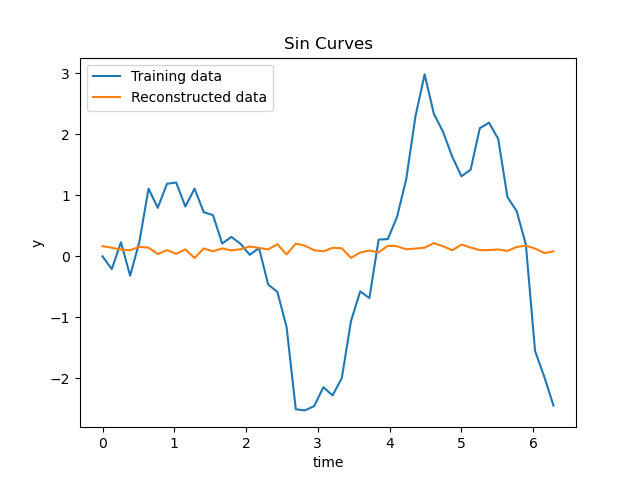 Sin Curves
Training data
Reconstructed data
3
2
1
0
−1
−2
y
0 1 2 3 4 5 6
time